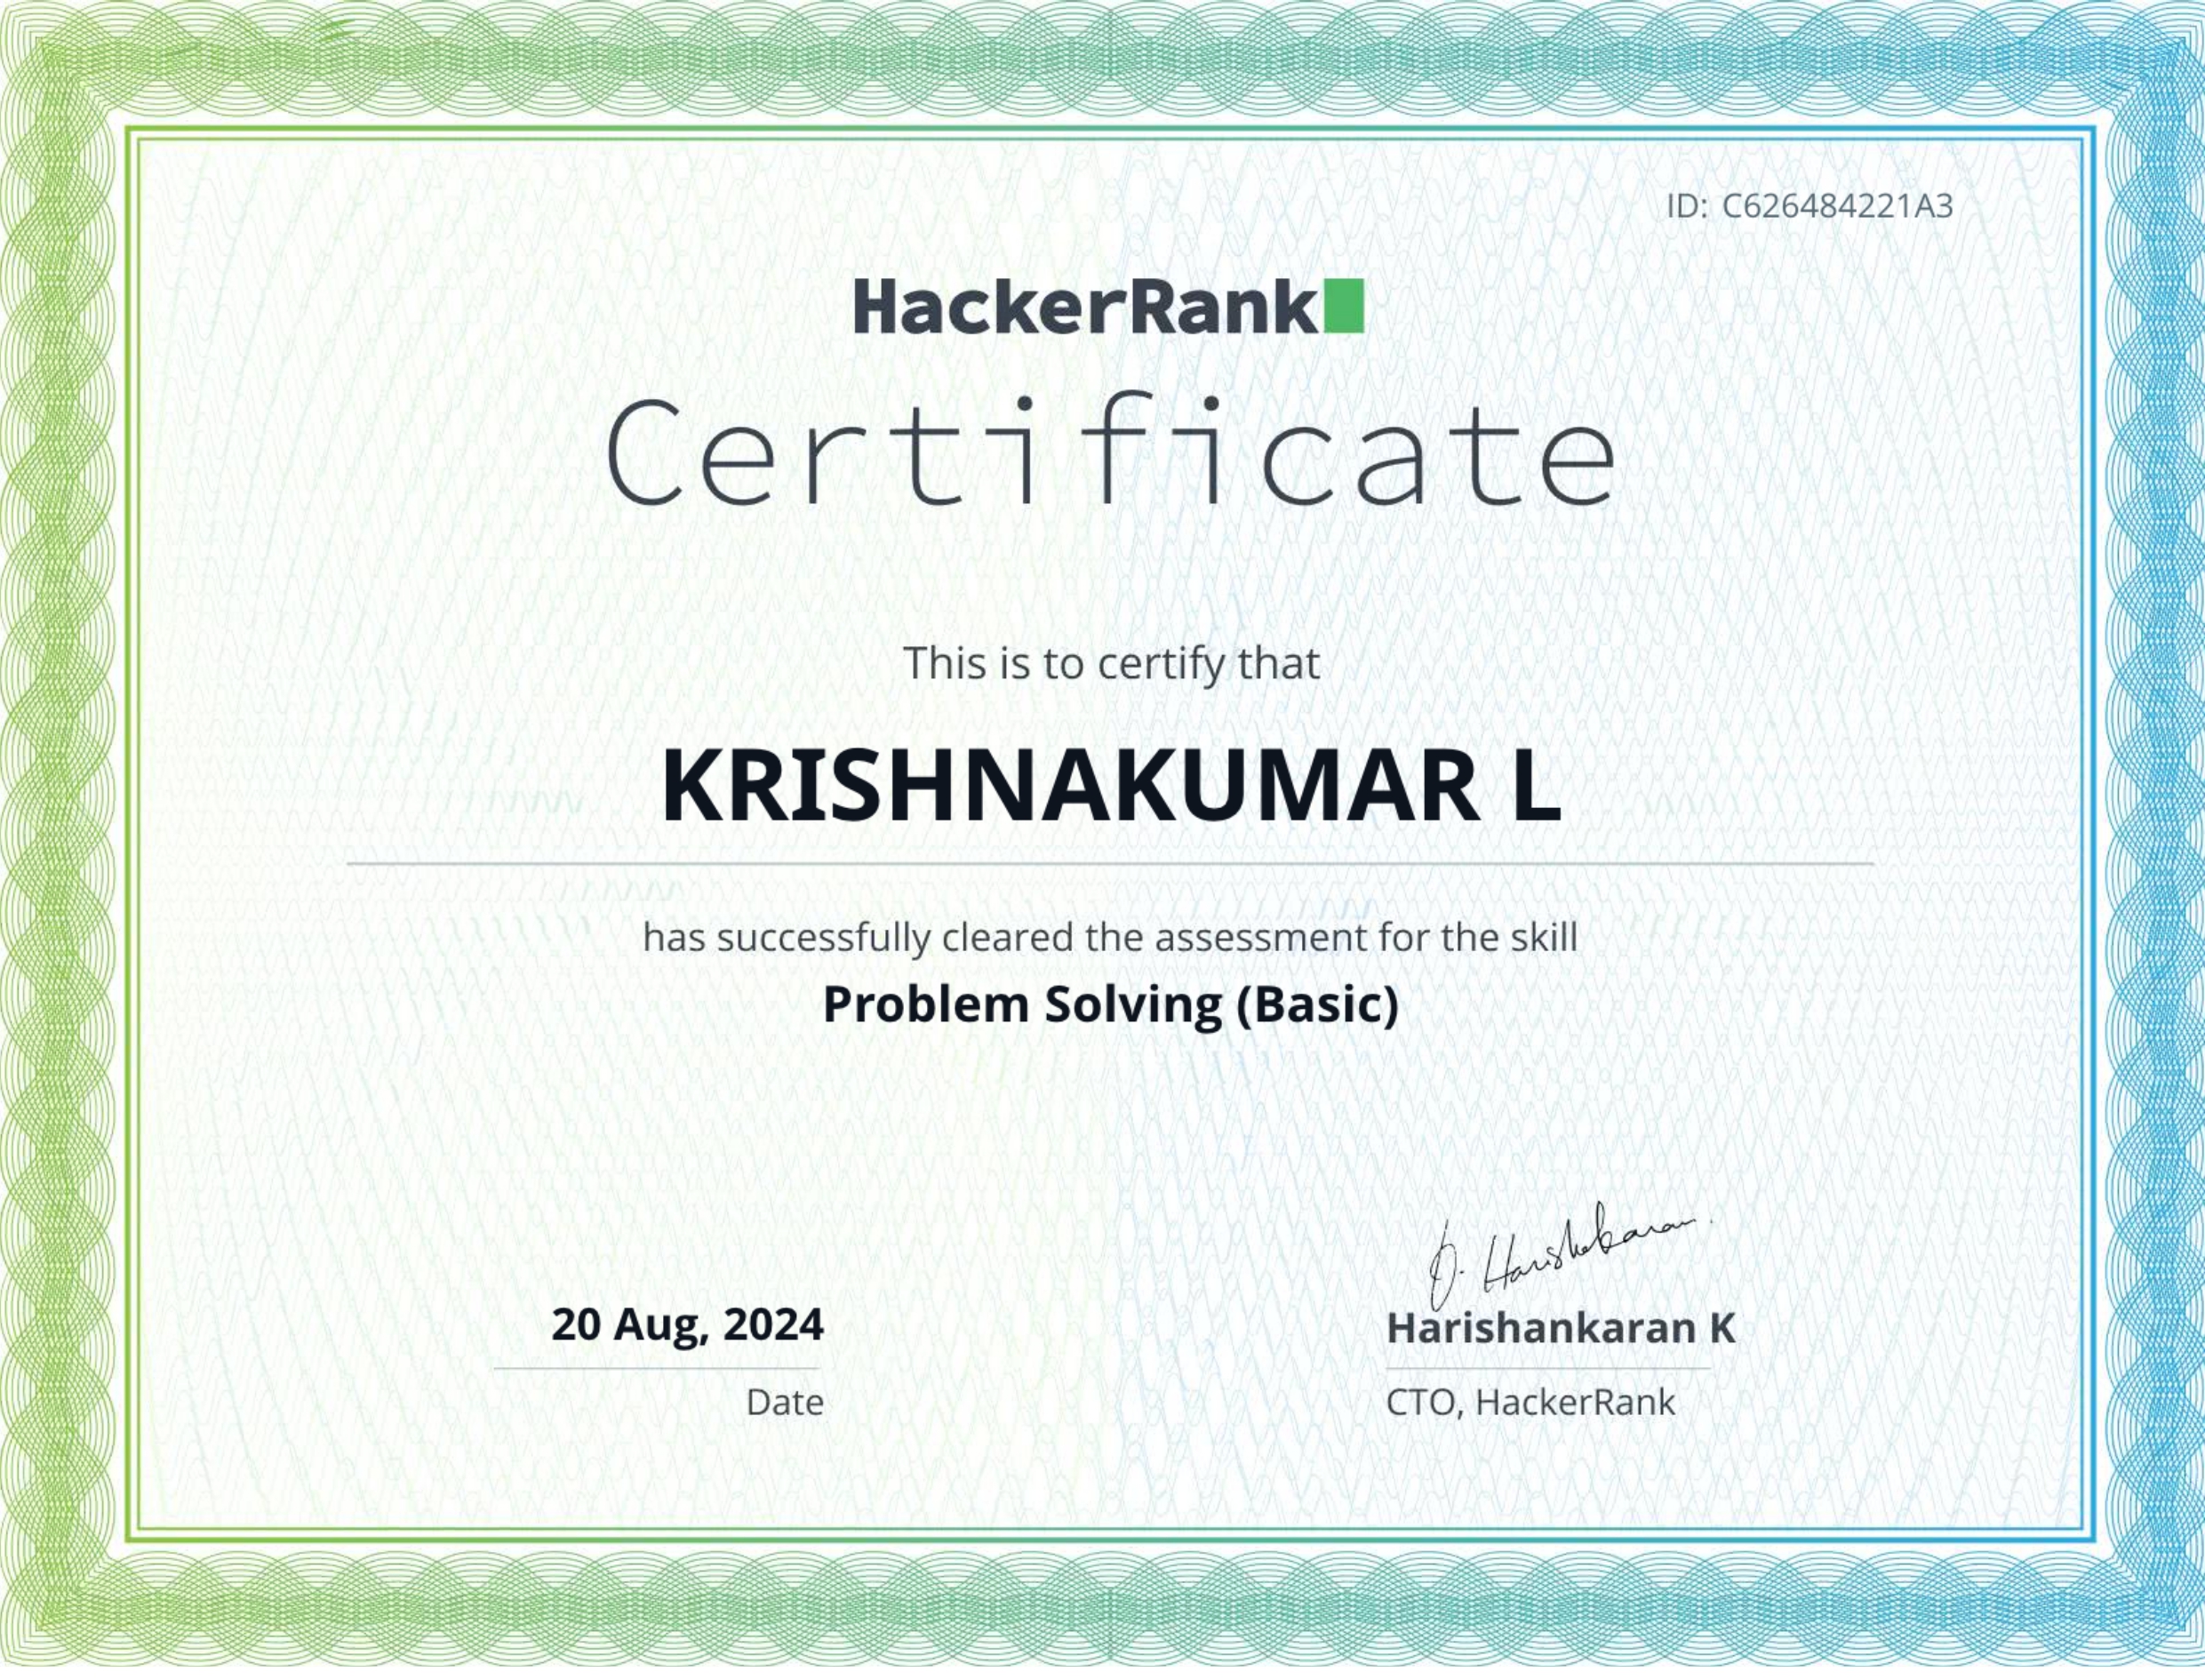 ID: C626484221A3
HackerRank
Certificate
This is to certify that
KRISHNAKUMAR L
has successfully cleared the assessment for the skill
Problem Solving (Basic)
20 Aug, 2024
Date
Harishankaran K
CTO, HackerRank